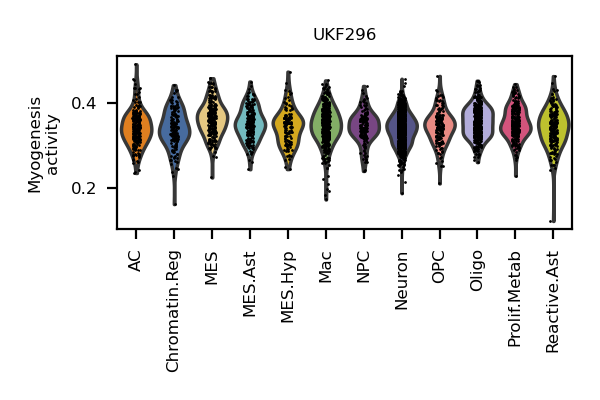 UKF296
Myogenesis
activity
0.4
0.2
AC
Chromatin.Reg
MES
MES.Ast
MES.Hyp
Mac
NPC
Neuron
OPC
Oligo
Prolif.Metab
Reactive.Ast